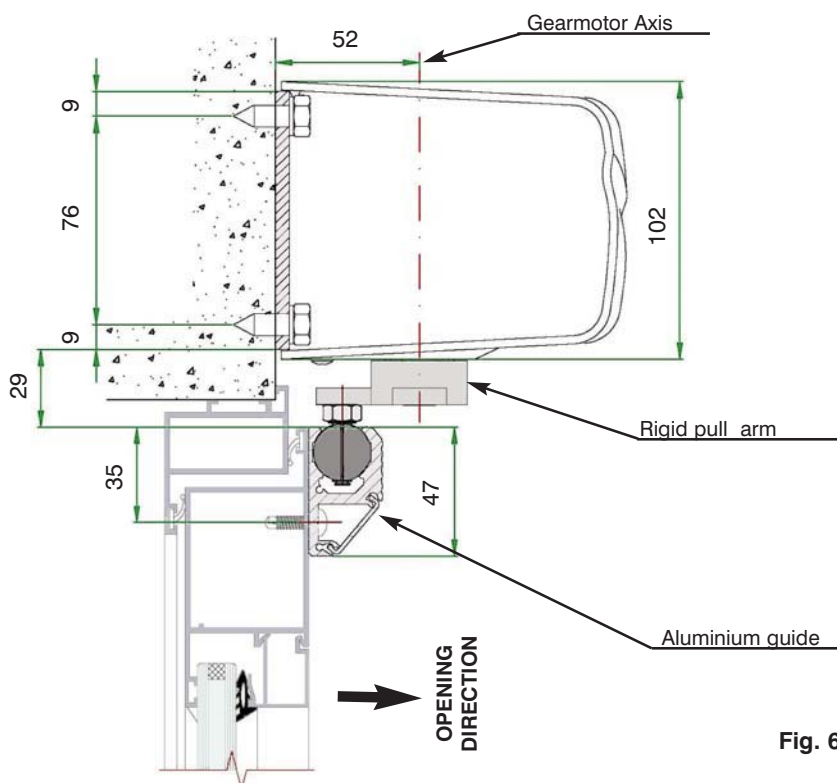 52
Gearmotor Axis
9
76
102
9
29
Rigid pull arm
35
47
Aluminium guide
OPENING
DIRECTION
Fig. 6